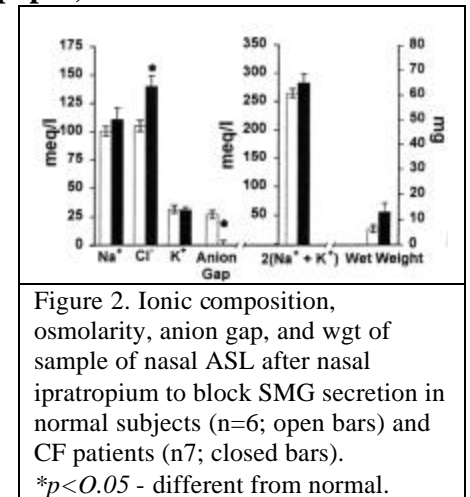 175
150
125
100
75
50
25
0
meq/l
Na⁺ Cl⁻ K⁺ Anion
Gap
*
*
350
300
250
200
150
100
50
meq/l
80
70
60
50
40
30
20
10
0
mg
2(Na⁺ + K⁺) Wet Weight
Figure 2. Ionic composition,
osmolarity, anion gap, and wgt of
sample of nasal ASL after nasal
ipratropium to block SMG secretion in
normal subjects (n=6; open bars) and
CF patients (n7; closed bars).
*p<O.05 - different from normal.